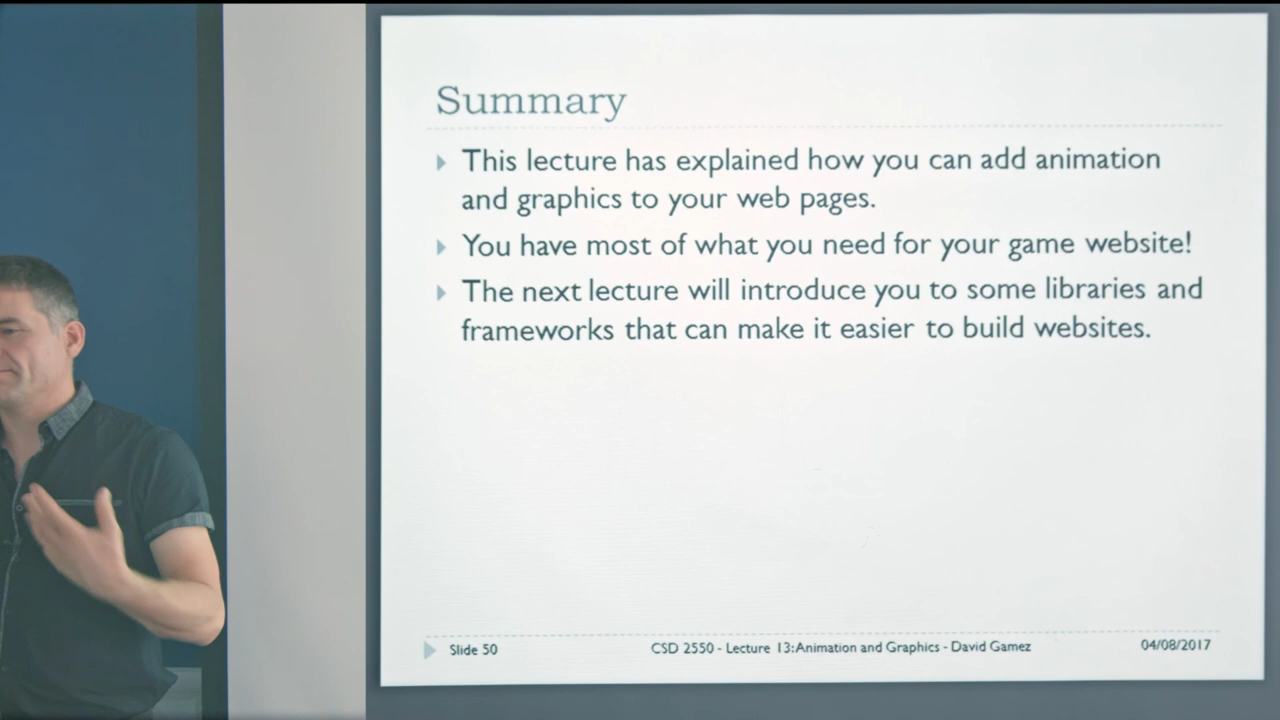 Summary
This lecture has explained how you can add animation
and graphics to your web pages.
You have most of what you need for your game website!
The next lecture will introduce you to some libraries and
frameworks that can make it easier to build websites.
Slide 50 CSD 2550 - Lecture 13:Animation and Graphics - David Gamez 04/08/2017